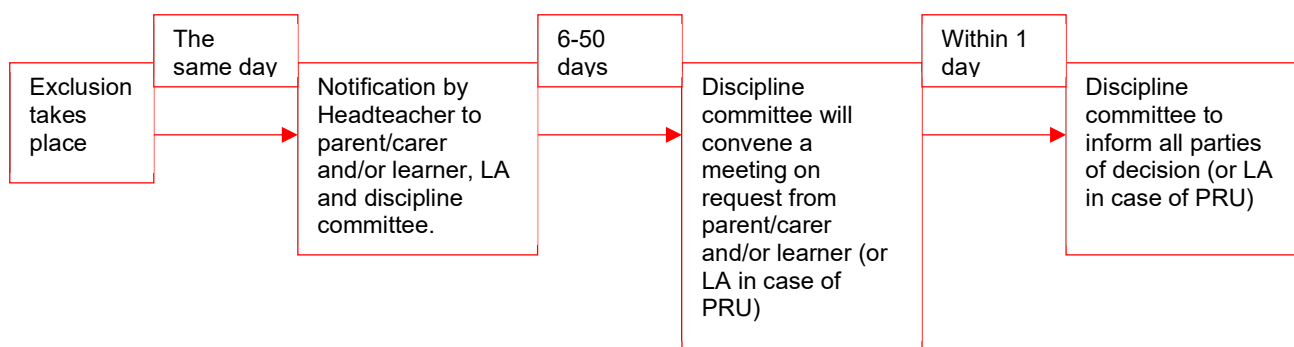 Exclusion
takes
place
The
same day
Notification by
Headteacher to
parent/carer
and/or learner, LA
and discipline
committee.
6-50
days
Discipline
committee will
convene a
meeting on
request from
parent/carer
and/or learner (or
LA in case of
PRU)
Within 1
day
Discipline
committee to
inform all parties
of decision (or LA
in case of PRU)